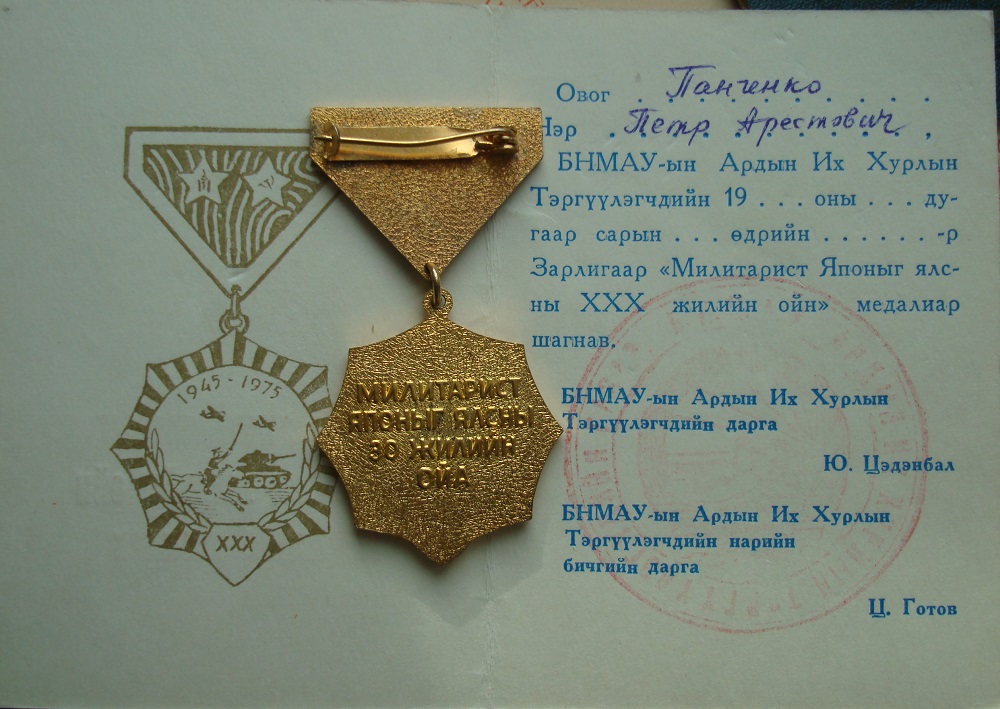 1945 - 1975
XXX
МИЛИТАРИСТ
ЯПОНЫГ ЯЛСНЫ
30 ЖИЛИЙН
ОЙА
Овог . Панченко
Нэр . Петр Арестович ,
БНМАУ-ын Ардын Их Хурлын
Тэргүүлэгчдийн 19 . . . оны . . . ду-
гаар сарын . . . өдрийн . . . . . . -р
Зарлигаар «Милитарист Японыг ялс-
ны XXX жилийн ойн» медалиар
шагнав.
БНМАУ-ын Ардын Их Хурлын
Тэргүүлэгчдийн дарга
Ю. Цэдэнбал
БНМАУ-ын Ардын Их Хурлын
Тэргүүлэгчдийн нарийн
бичгийн дарга
Ц. Готов